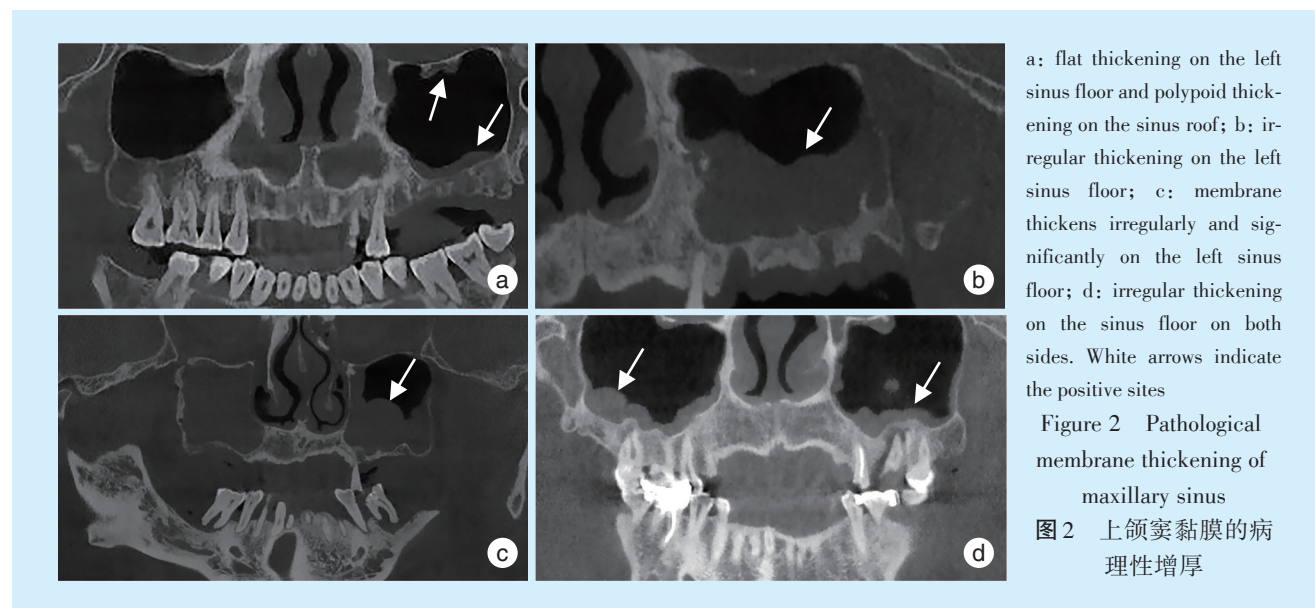 a
b
c
d
a: flat thickening on the left
sinus floor and polypoid thick-
ening on the sinus roof; b: ir-
regular thickening on the left
sinus floor; c: membrane
thickens irregularly and sig-
nificantly on the left sinus
floor; d: irregular thickening
on the sinus floor on both
sides. White arrows indicate
the positive sites
Figure 2 Pathological
membrane thickening of
maxillary sinus
图2 上颌窦黏膜的病
理性增厚